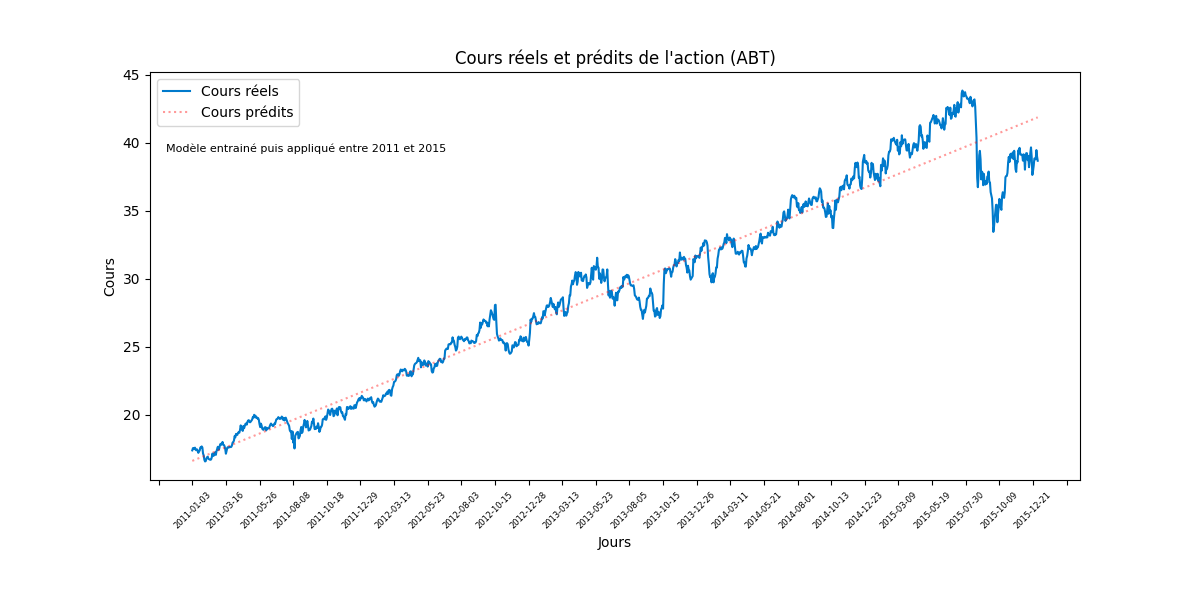 Cours réels et prédits de l'action (ABT)
45
Cours réels
Cours prédits
40
Modèle entrainé puis appliqué entre 2011 et 2015
35
Cours
30
25
20
2011-01-03 2011-03-16 2011-05-26 2011-08-08 2011-10-18 2011-12-29 2012-03-13 2012-05-23 2012-08-03 2012-10-15 2012-12-28 2013-03-13 2013-05-23 2013-08-05 2013-10-15 2013-12-26 2014-03-11 2014-05-21 2014-08-01 2014-10-13 2014-12-23 2015-03-09 2015-05-19 2015-07-30 2015-10-09 2015-12-21
Jours